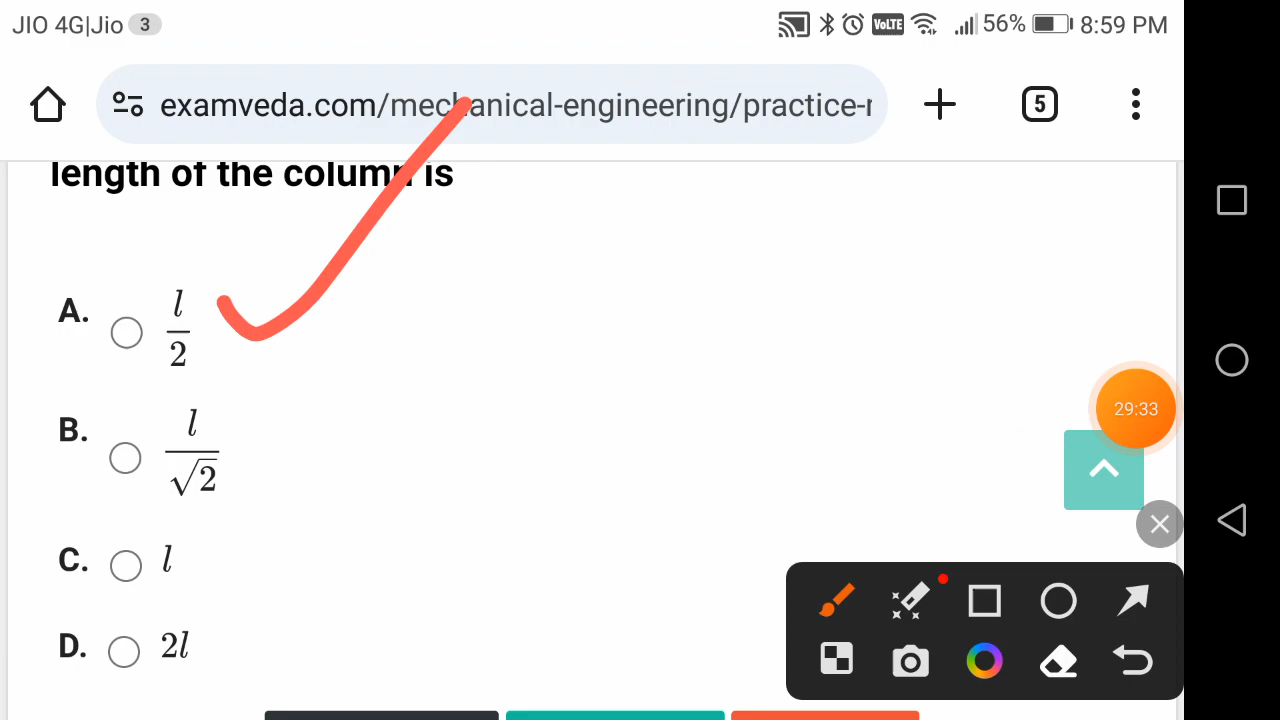 JIO 4G|Jio 3 VoLTE 56% 8:59 PM
examveda.com/mechanical-engineering/practice-r 5
length of the column is
A. l/2
B. l/√2
29:33
C. l
D. 2l